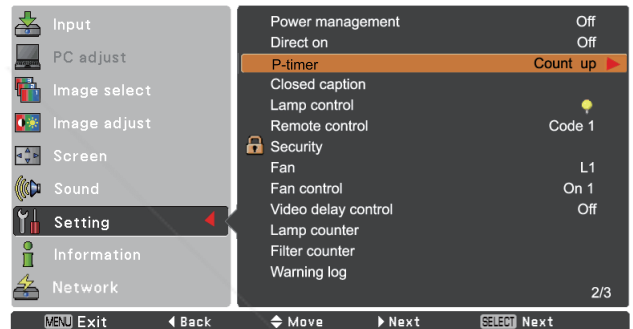 Input
PC adjust
Image select
Image adjust
Screen
Sound
Setting
Information
Network
Power management Off
Direct on Off
P-timer Count up
Closed caption
Lamp control
Remote control Code 1
Security
Fan L1
Fan control On 1
Video delay control Off
Lamp counter
Filter counter
Warning log
2/3
MENU Exit Back Move Next SELECT Next